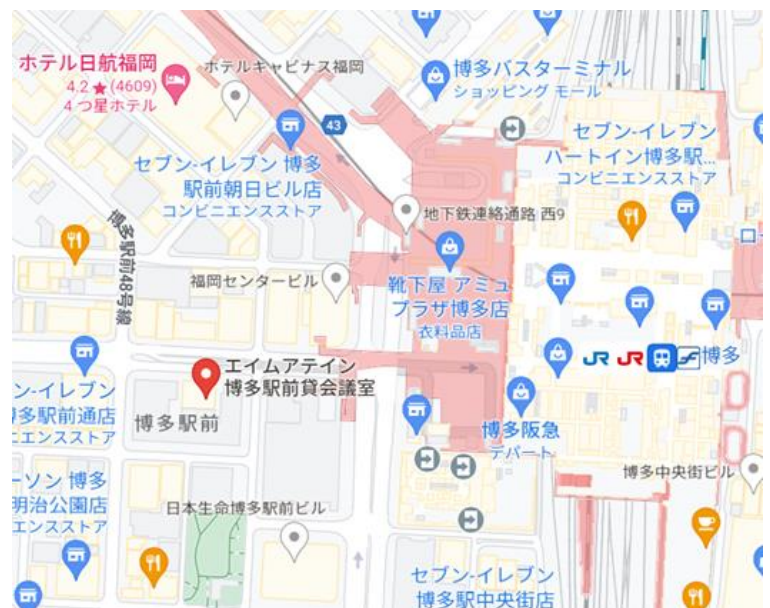 ホテル日航福岡
4.2 ★ (4609)
4 つ星ホテル
ホテルキャビナス福岡
博多バスターミナル
ショッピング モール
43
セブン‐イレブン 博多
駅前朝日ビル店
コンビニエンスストア
セブン‐イレブン
ハートイン博多駅...
コンビニエンスストア
地下鉄連絡通路 西9
博多駅前48号線
福岡センタービル
靴下屋 アミュ
プラザ博多店
衣料品店
ロー
エイムアテイン
博多駅前貸会議室
JR JR 博多
ン‐イレブン
博多駅前通店
ニエンスストア
博多駅前
博多阪急
デパート
ーソン 博多
明治公園店
エンスストア
日本生命博多駅前ビル
博多中央街ビル
セブン‐イレブン
博多駅中央街店